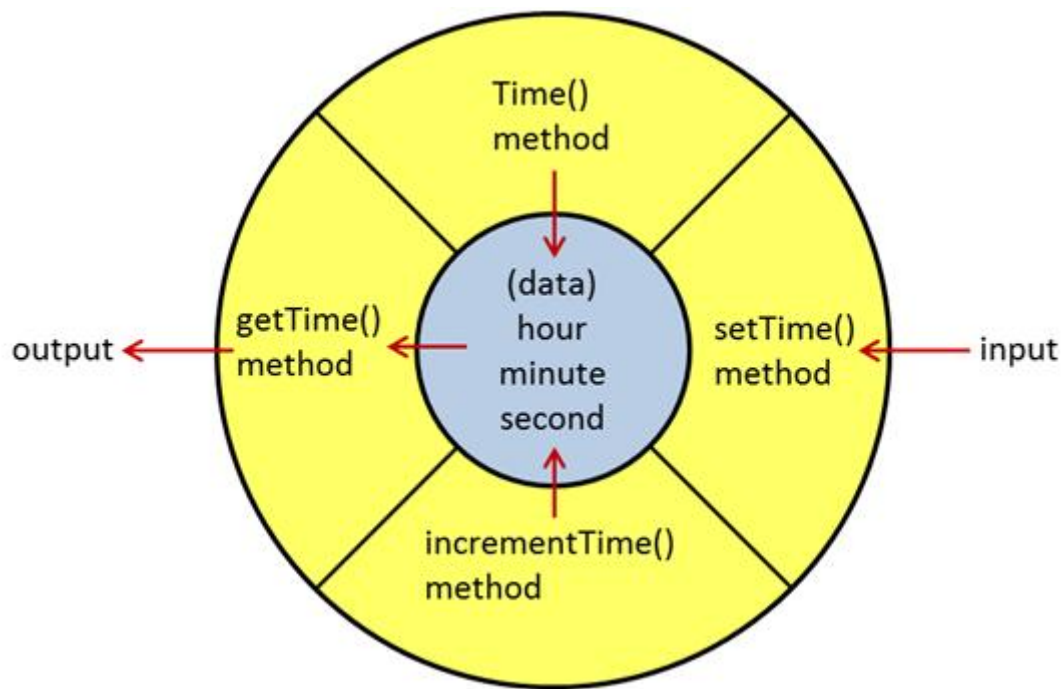 Time()
method
(data)
hour
minute
second
getTime()
method
output
setTime()
method
input
incrementTime()
method